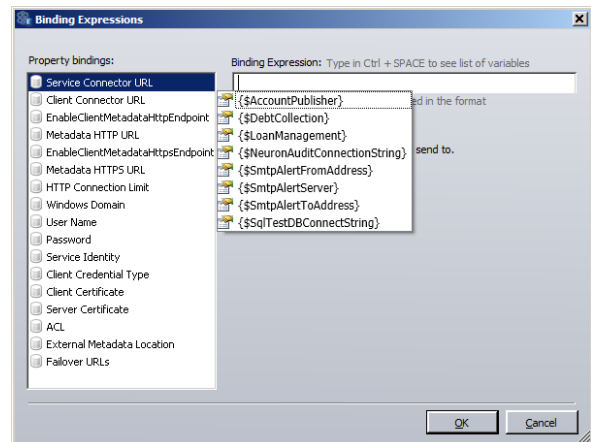 Binding Expressions
Property bindings:
Binding Expression: Type in Ctrl + SPACE to see list of variables
Service Connector URL
Client Connector URL
EnableClientMetadataHttpEndpoint
Metadata HTTP URL
EnableClientMetadataHttpsEndpoint
Metadata HTTPS URL
HTTP Connection Limit
Windows Domain
User Name
Password
Service Identity
Client Credential Type
Client Certificate
Server Certificate
ACL
External Metadata Location
Failover URLs
{$AccountPublisher}
{$DebtCollection}
{$LoanManagement}
{$NeuronAuditConnectionString}
{$SmtpAlertFromAddress}
{$SmtpAlertServer}
{$SmtpAlertToAddress}
{$SqlTestDBConnectString}
ed in the format
send to.
OK
Cancel